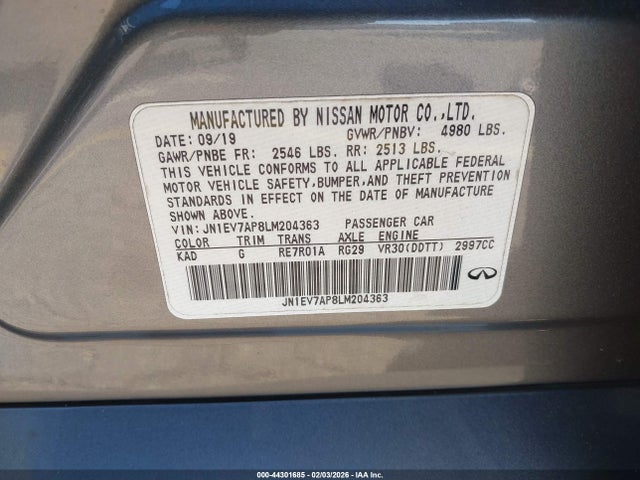 MANUFACTURED BY NISSAN MOTOR CO.,LTD.
DATE: 09/19 GVWR/PNBV: 4980 LBS.
GAWR/PNBE FR: 2546 LBS. RR: 2513 LBS.
THIS VEHICLE CONFORMS TO ALL APPLICABLE FEDERAL
MOTOR VEHICLE SAFETY,BUMPER,AND THEFT PREVENTION
STANDARDS IN EFFECT ON THE DATE OF MANUFACTURE
SHOWN ABOVE.
VIN: JN1EV7AP8LM204363 PASSENGER CAR
COLOR TRIM TRANS AXLE ENGINE
KAD G RE7R01A RG29 VR30(DDTT) 2997CC
JN1EV7AP8LM204363
000-44301685 - 02/03/2026 - IAAI, Inc.